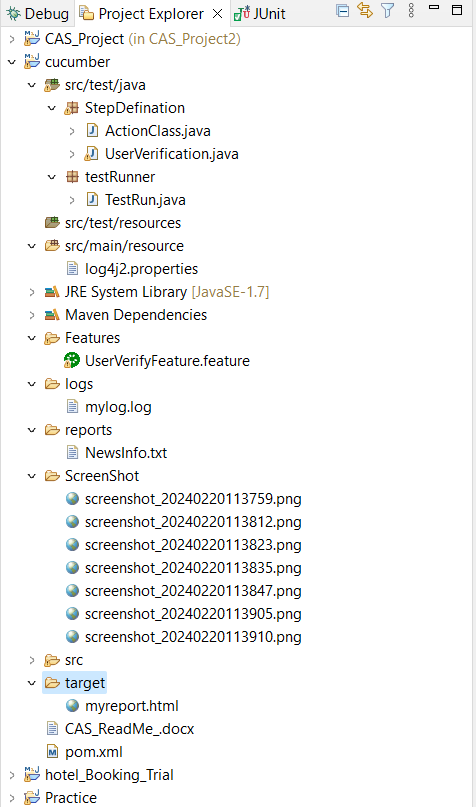 Debug Project Explorer JUnit
CAS_Project (in CAS_Project2)
cucumber
src/test/java
StepDefination
ActionClass.java
UserVerification.java
testRunner
TestRun.java
src/test/resources
src/main/resource
log4j2.properties
JRE System Library [JavaSE-1.7]
Maven Dependencies
Features
UserVerifyFeature.feature
logs
mylog.log
reports
NewsInfo.txt
ScreenShot
screenshot_20240220113759.png
screenshot_20240220113812.png
screenshot_20240220113823.png
screenshot_20240220113835.png
screenshot_20240220113847.png
screenshot_20240220113905.png
screenshot_20240220113910.png
src
target
myreport.html
CAS_ReadMe_.docx
pom.xml
hotel_Booking_Trial
Practice